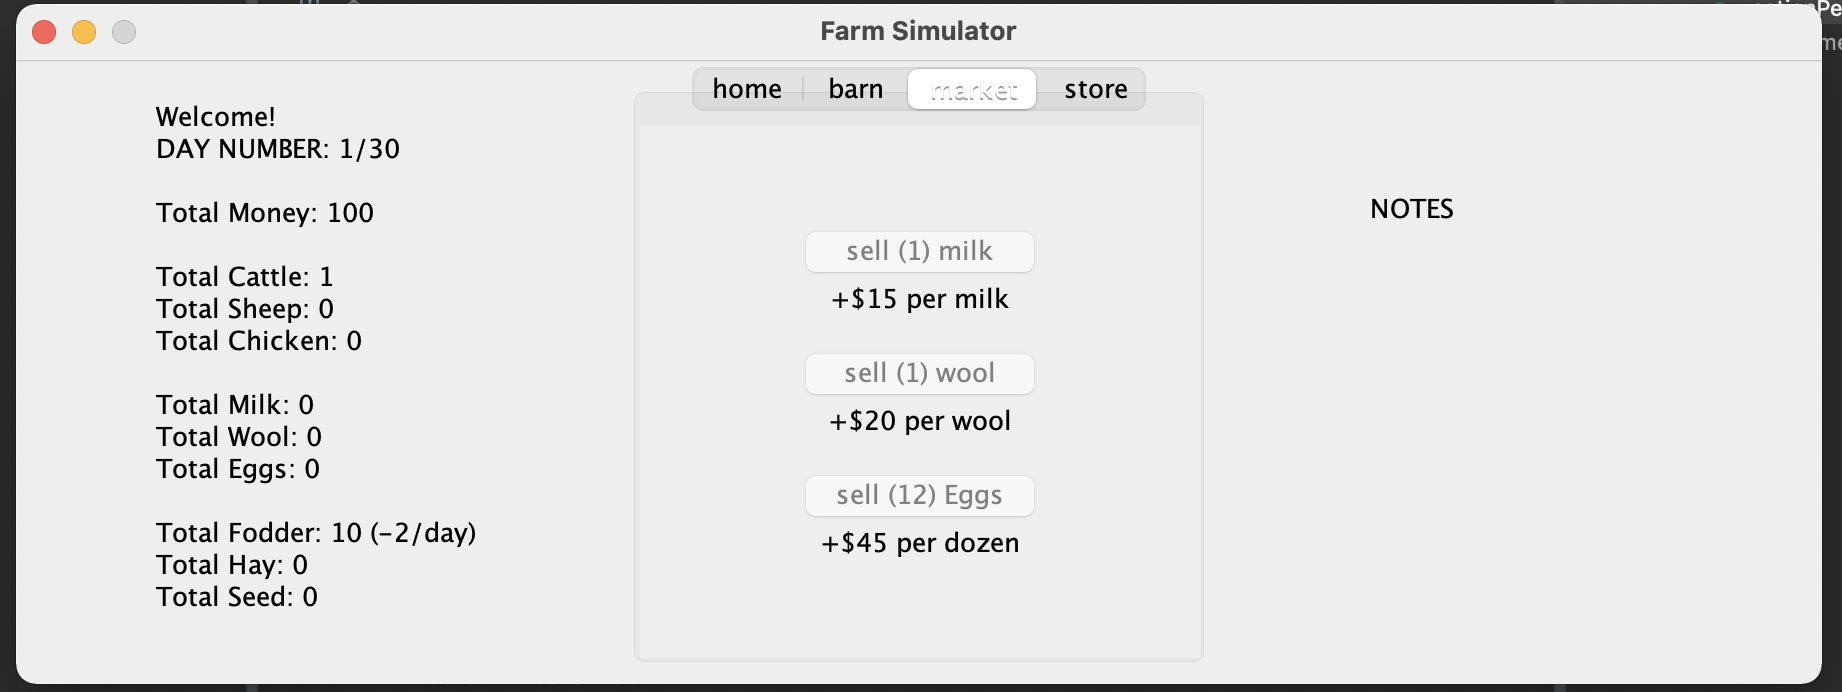 Farm Simulator
home
barn
market
store
Welcome!
DAY NUMBER: 1/30
Total Money: 100
Total Cattle: 1
Total Sheep: 0
Total Chicken: 0
Total Milk: 0
Total Wool: 0
Total Eggs: 0
Total Fodder: 10 (-2/day)
Total Hay: 0
Total Seed: 0
sell (1) milk
+$15 per milk
sell (1) wool
+$20 per wool
sell (12) Eggs
+$45 per dozen
NOTES